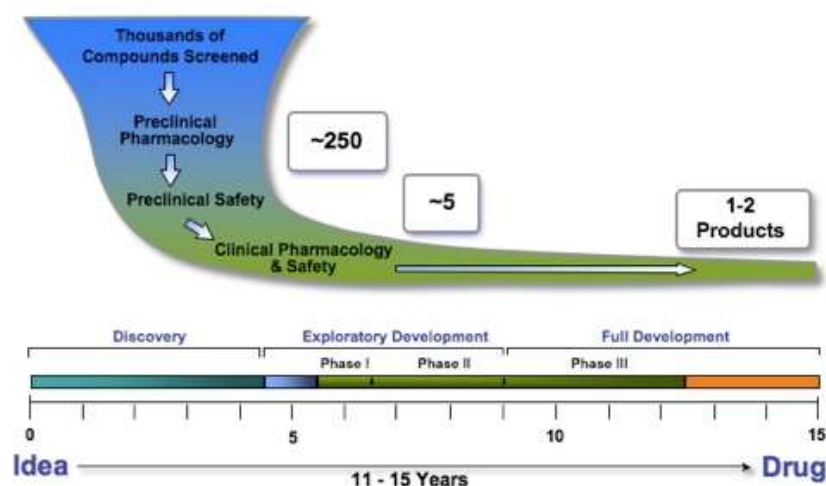 Thousands of
Compounds Screened
Preclinical
Pharmacology
~250
Preclinical Safety
~5
1-2
Products
Clinical Pharmacology
& Safety
Discovery
Exploratory Development
Full Development
Phase I
Phase II
Phase III
0
5
10
15
Idea
11 - 15 Years
Drug